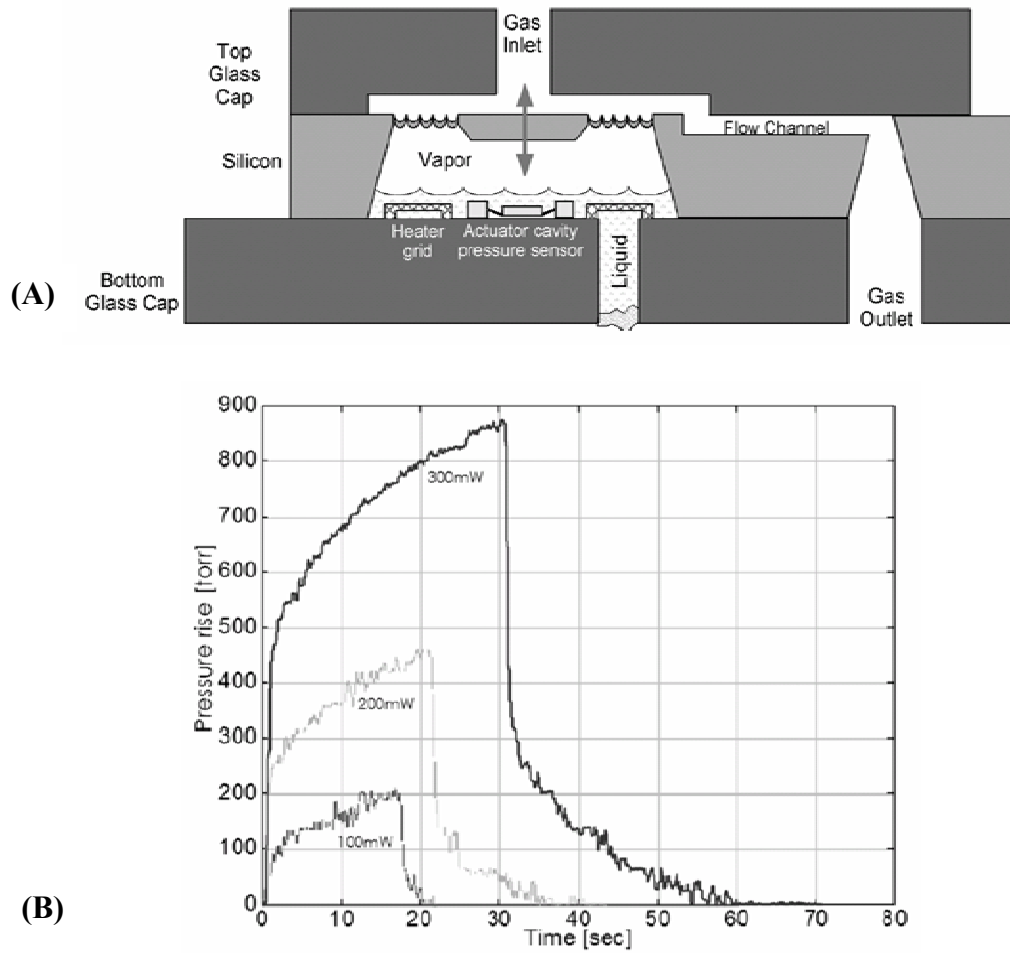 Top
Glass
Cap
Gas
Inlet
Flow Channel
Silicon
Vapor
Heater
grid
Actuator cavity
pressure sensor
Liquid
(A)
Bottom
Glass Cap
Gas
Outlet
900
800
700
600
500
400
300
200
100
0
Pressure rise [torr]
300mW
200mW
100mW
0
10
20
30
40
50
60
70
80
Time [sec]
(B)